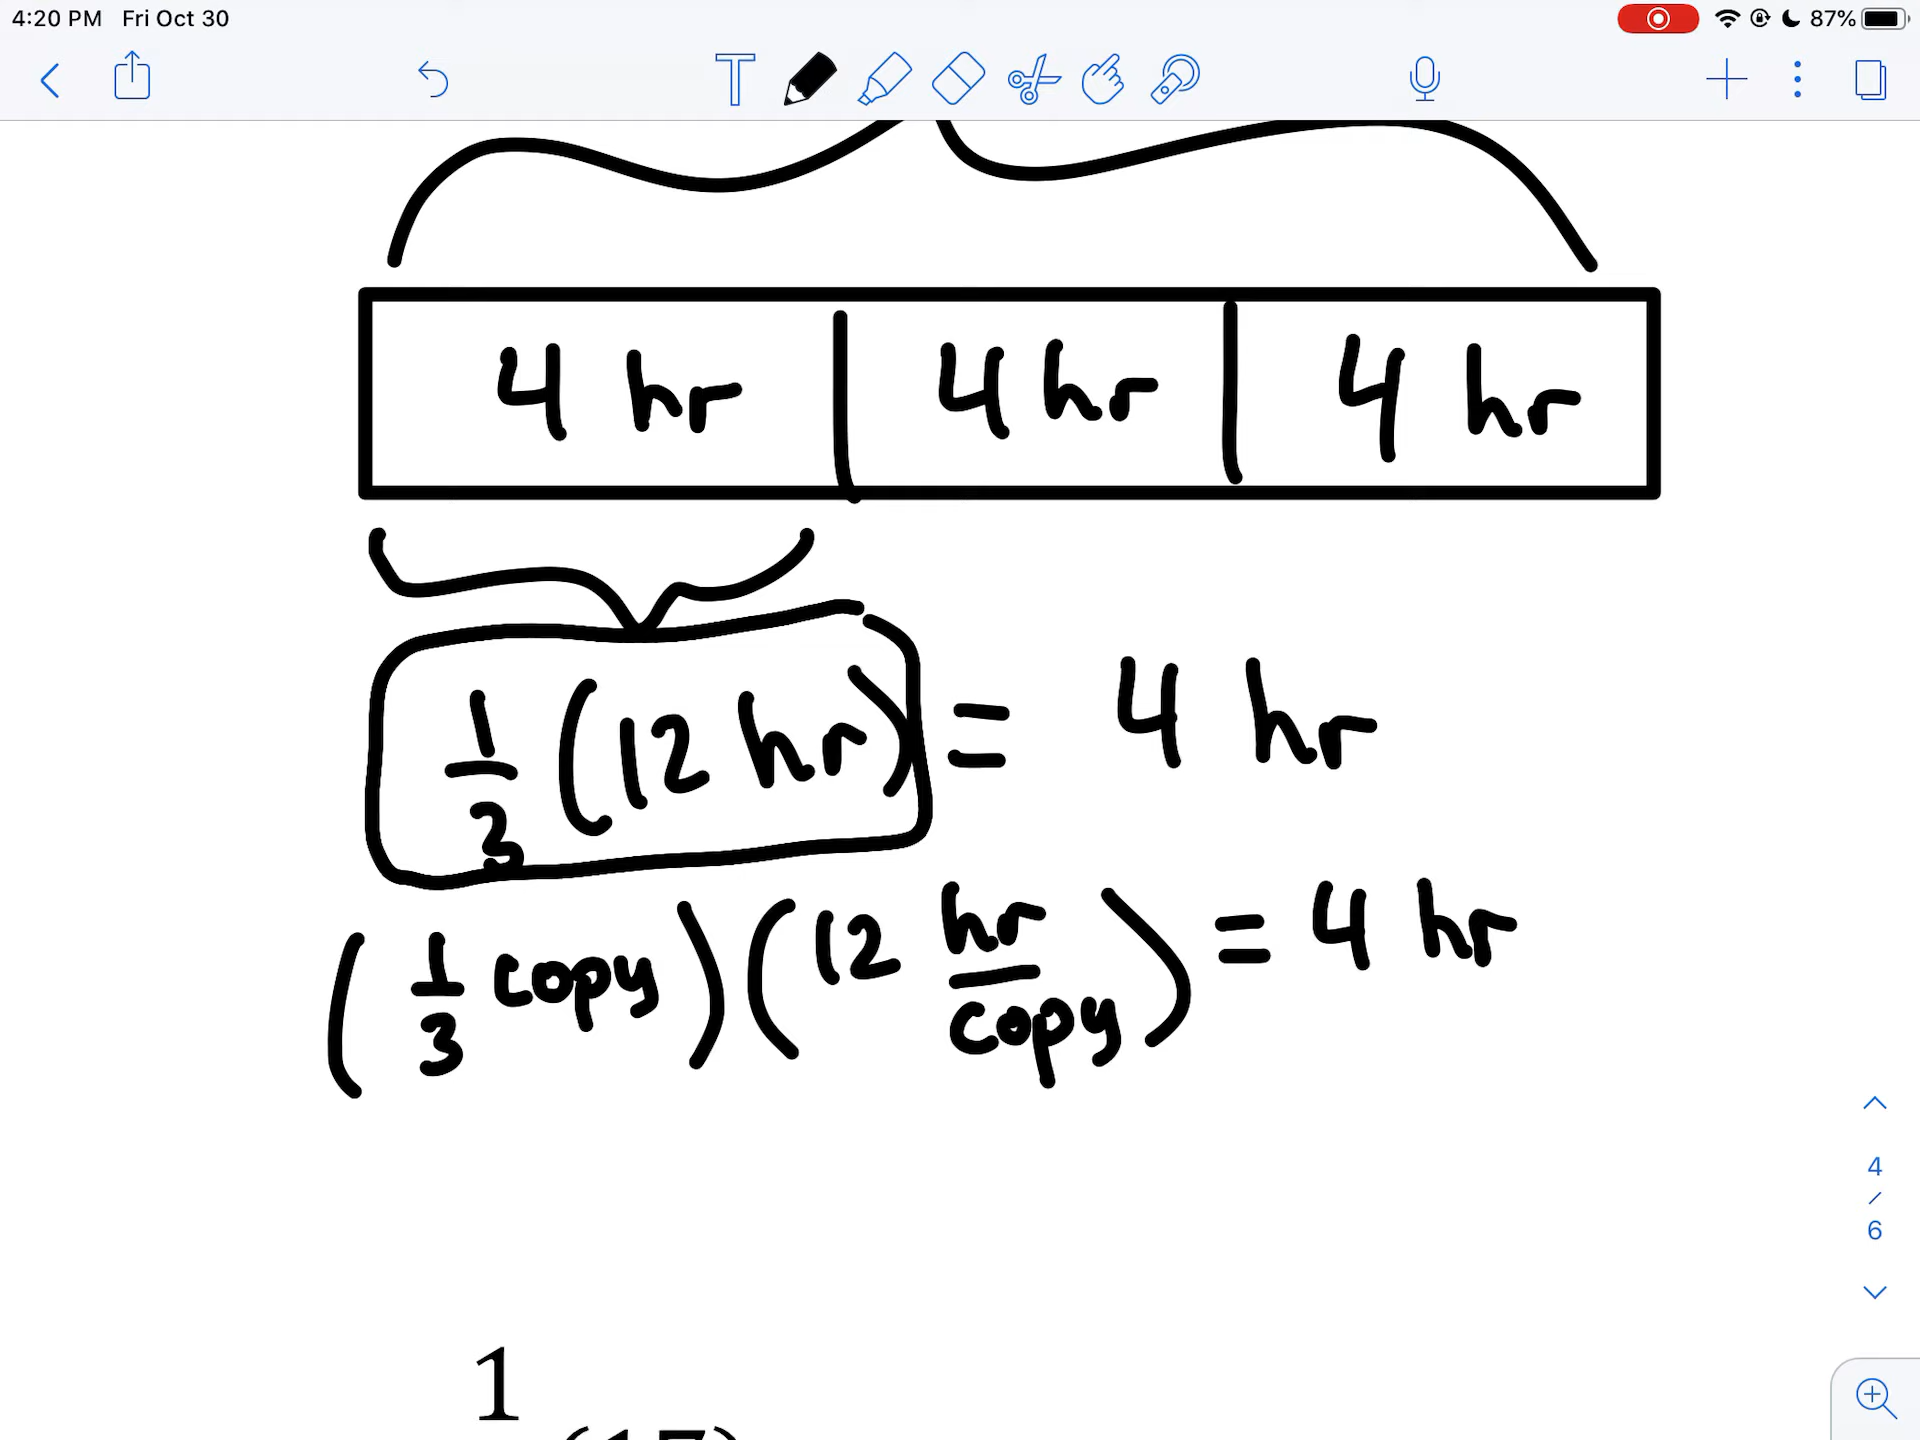 4:20 PM Fri Oct 30 87%
T
4 hr 4 hr 4 hr
1/3 (12 hr) = 4 hr
(1/3 copy)(12 hr/copy) = 4 hr
4
/
6
1